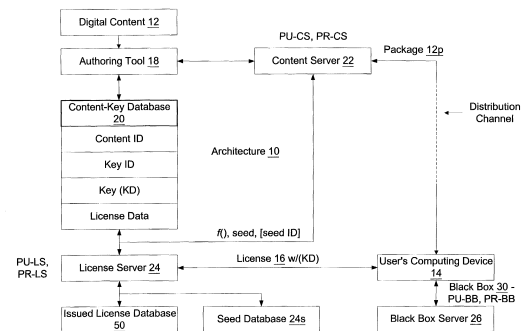 Digital Content 12
PU-CS, PR-CS
Package 12p
Authoring Tool 18
Content Server 22
Content-Key Database
20
Distribution
Channel
Content ID
Architecture 10
Key ID
Key (KD)
License Data
f(), seed, [seed ID]
PU-LS,
PR-LS
License Server 24
License 16 w/(KD)
User's Computing Device
14
Black Box 30 -
PU-BB, PR-BB
Issued License Database
50
Seed Database 24s
Black Box Server 26